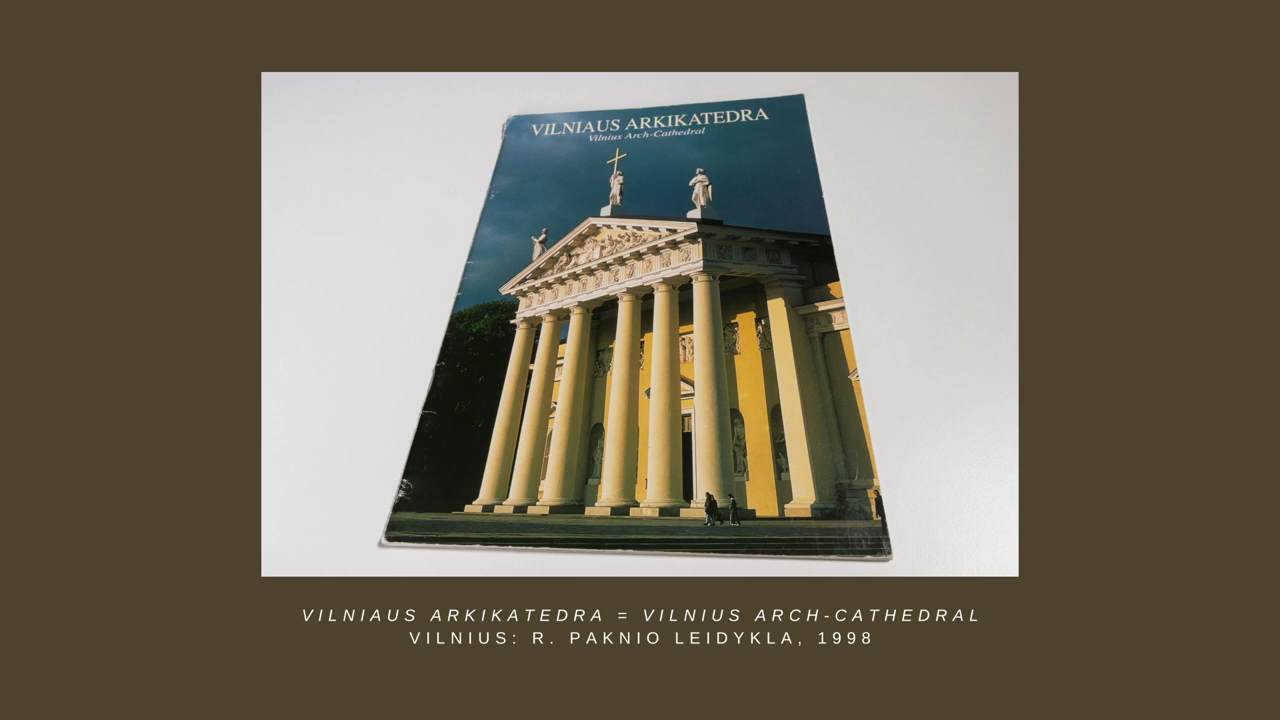 VILNIAUS ARKIKATEDRA
Vilnius Arch-Cathedral
VILNIAUS ARKIKATEDRA = VILNIUS ARCH-CATHEDRAL
VILNIUS: R. PAKNIO LEIDYKLA, 1998